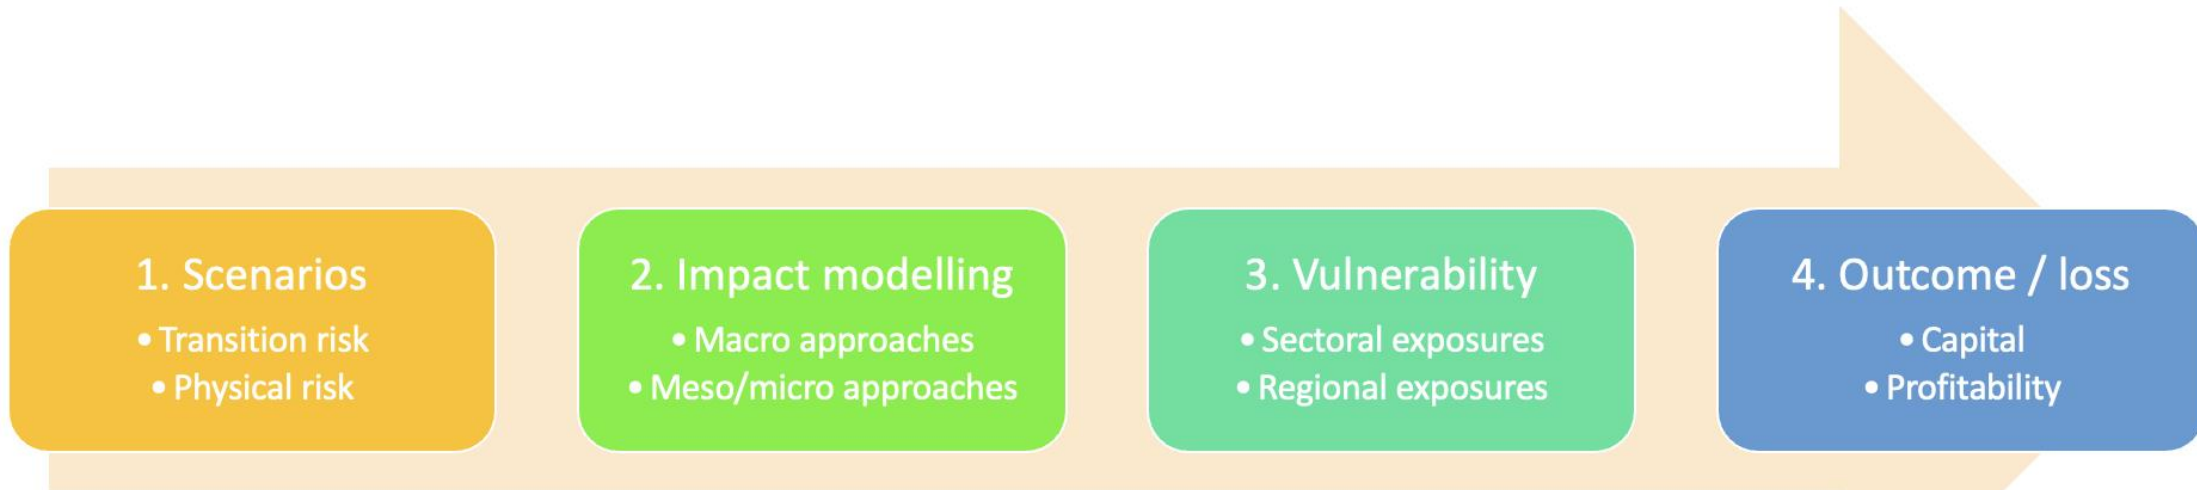 1. Scenarios
• Transition risk
• Physical risk
2. Impact modelling
• Macro approaches
• Meso/micro approaches
3. Vulnerability
• Sectoral exposures
• Regional exposures
4. Outcome / loss
• Capital
• Profitability